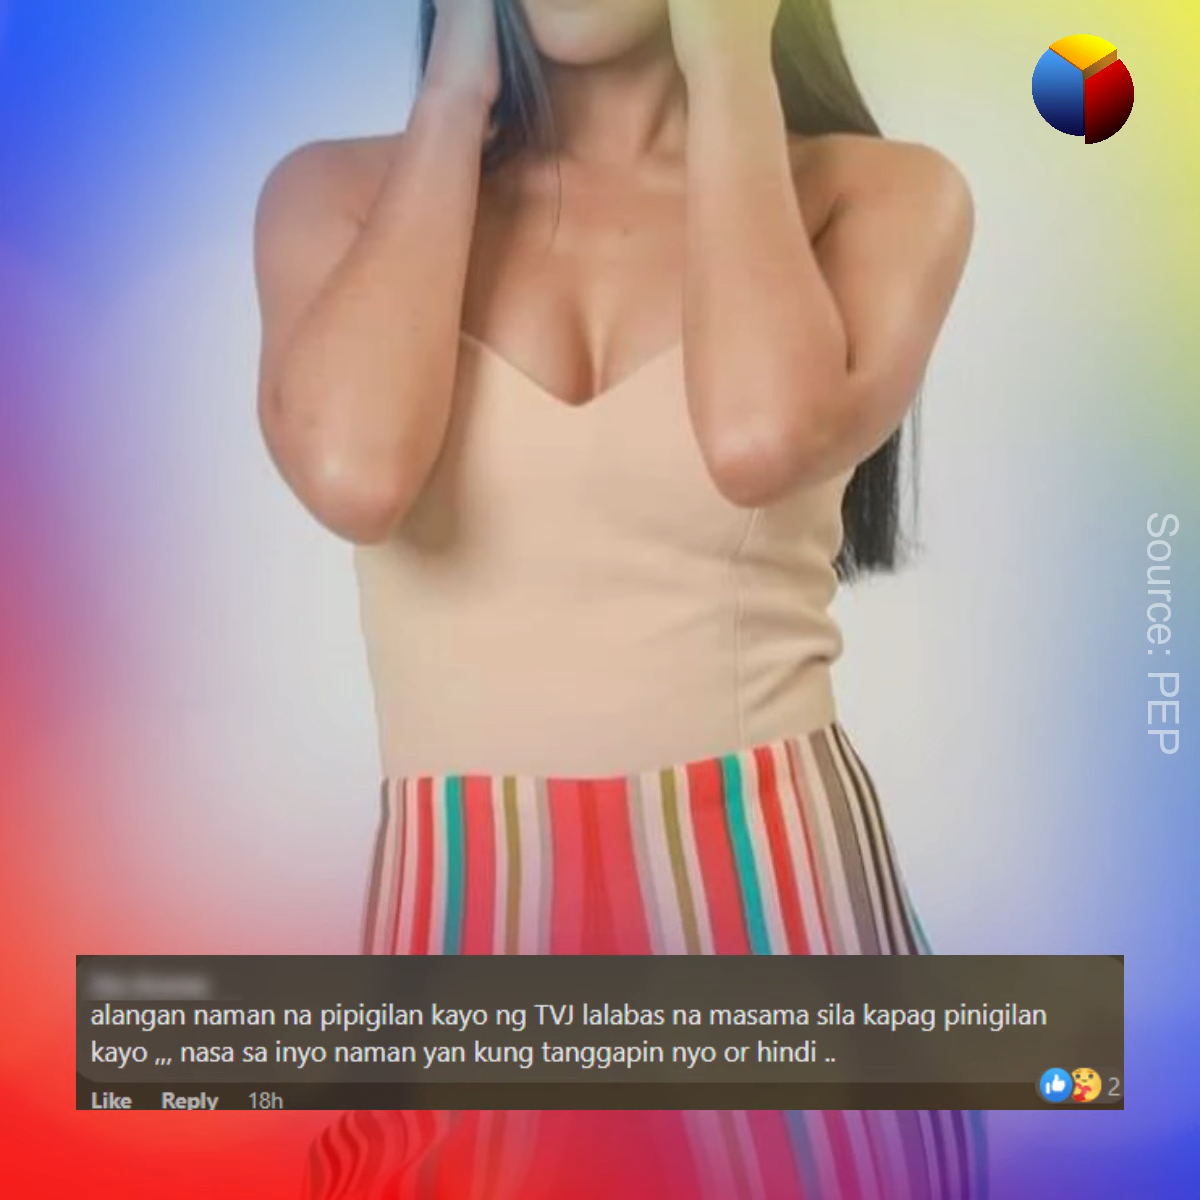 Source: PEP
alangan naman na pipigilan kayo ng TVJ lalabas na masama sila kapag pinigilan
kayo ,,, nasa sa inyo naman yan kung tanggapin nyo or hindi ..
Like Reply 18h
2